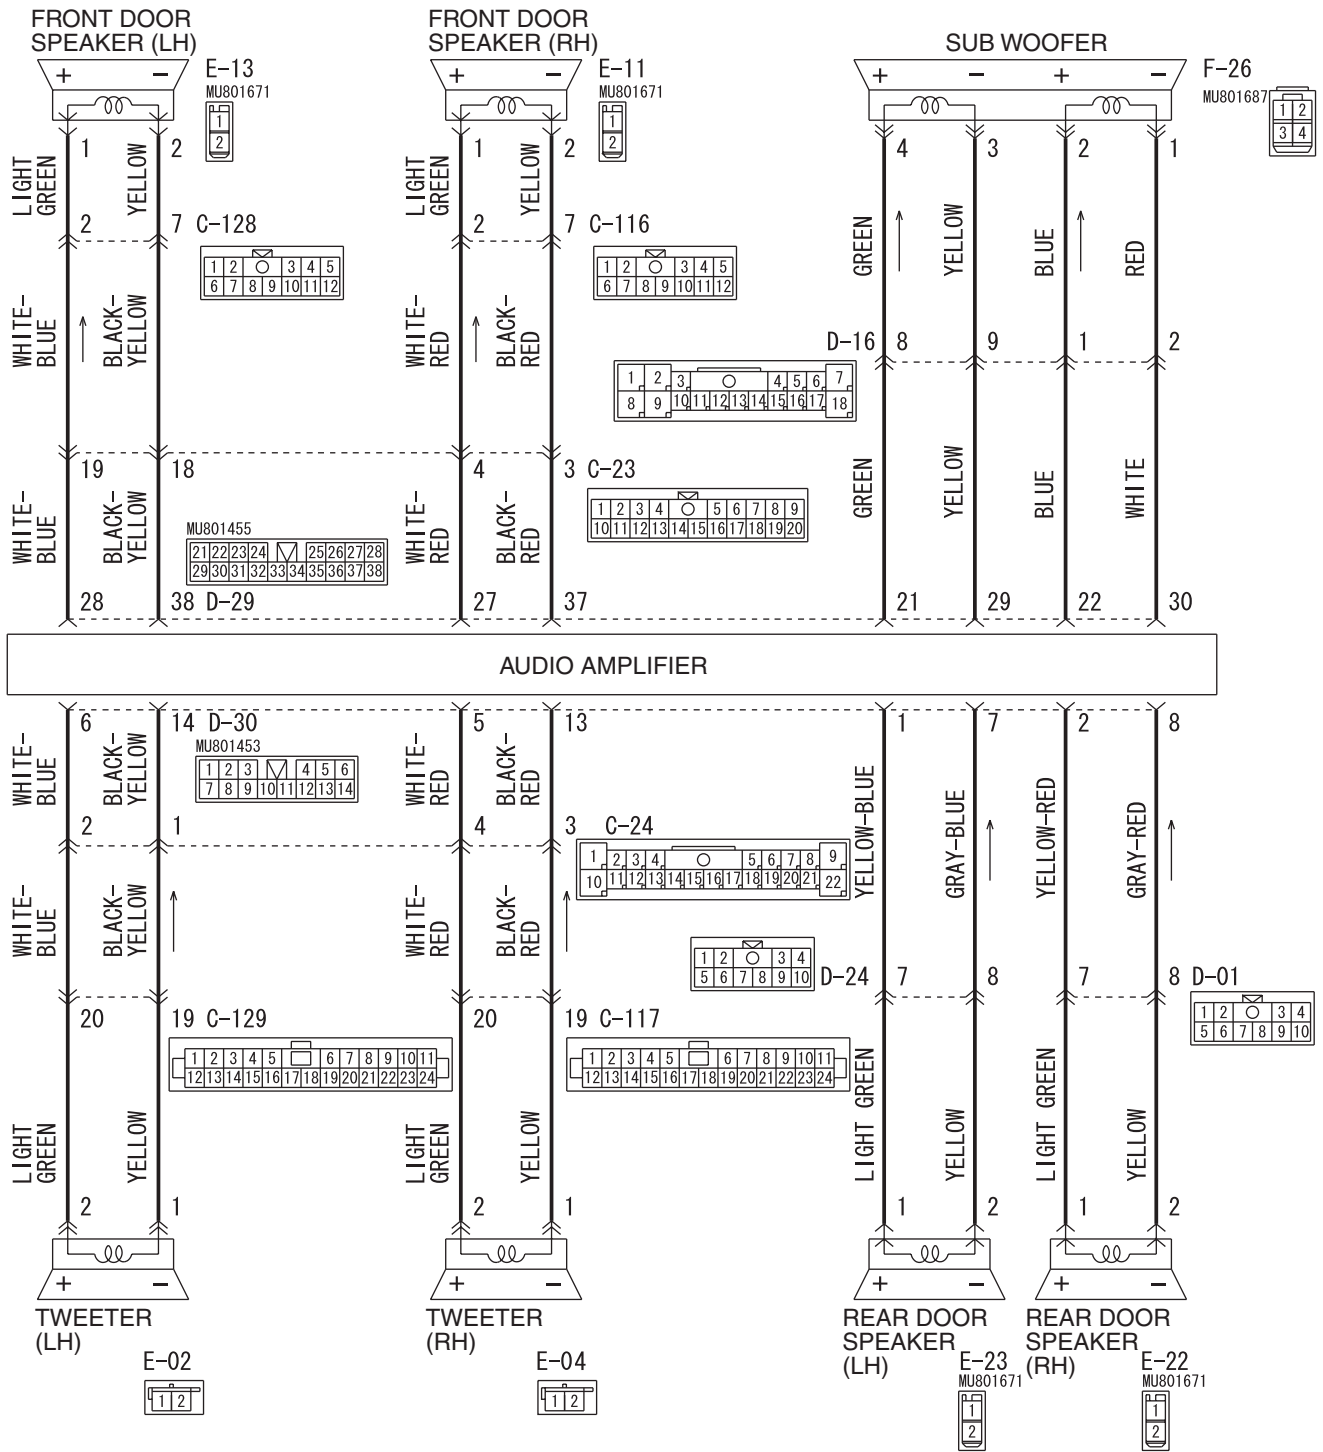 FRONT DOOR
SPEAKER (LH)
FRONT DOOR
SPEAKER (RH)
SUB WOOFER
+ −
E-13
MU801671
1
2
+ −
E-11
MU801671
1
2
+ − + −
F-26
MU801687
1 2
3 4
1 2 1 2 4 3 2 1
LIGHT GREEN
YELLOW
LIGHT GREEN
YELLOW
GREEN
YELLOW
BLUE
RED
2 7 C-128
1 2 3 4 5
6 7 8 9 10 11 12
2 7 C-116
1 2 3 4 5
6 7 8 9 10 11 12
WHITE-BLUE
BLACK-YELLOW
WHITE-RED
BLACK-RED
D-16 8 9 1 2
1 2 3 4 5 6 7
8 9 10 11 12 13 14 15 16 17 18
19 18 4 3 C-23
1 2 3 4 5 6 7 8 9
10 11 12 13 14 15 16 17 18 19 20
WHITE-BLUE
BLACK-YELLOW
WHITE-RED
BLACK-RED
GREEN
YELLOW
BLUE
WHITE
MU801455
21 22 23 24 25 26 27 28
29 30 31 32 33 34 35 36 37 38
28 38 D-29 27 37 21 29 22 30
AUDIO AMPLIFIER
6 14 D-30 5 13 1 7 2 8
MU801453
1 2 3 4 5 6
7 8 9 10 11 12 13 14
WHITE-BLUE
BLACK-YELLOW
WHITE-RED
BLACK-RED
YELLOW-BLUE
GRAY-BLUE
YELLOW-RED
GRAY-RED
2 1 4 3 C-24
1 2 3 4 5 6 7 8 9
10 11 12 13 14 15 16 17 18 19 20 21 22
WHITE-BLUE
BLACK-YELLOW
WHITE-RED
BLACK-RED
1 2 3 4
5 6 7 8 9 10
D-24 7 8 7 8 D-01
1 2 3 4
5 6 7 8 9 10
20 19 C-129
1 2 3 4 5 6 7 8 9 10 11
12 13 14 15 16 17 18 19 20 21 22 23 24
20 19 C-117
1 2 3 4 5 6 7 8 9 10 11
12 13 14 15 16 17 18 19 20 21 22 23 24
LIGHT GREEN
YELLOW
LIGHT GREEN
YELLOW
LIGHT GREEN
YELLOW
LIGHT GREEN
YELLOW
2 1 2 1 1 2 1 2
+ − + − + − + −
TWEETER
(LH)
E-02
1 2
TWEETER
(RH)
E-04
1 2
REAR DOOR
SPEAKER
(LH)
E-23
MU801671
1
2
REAR DOOR
SPEAKER
(RH)
E-22
MU801671
1
2